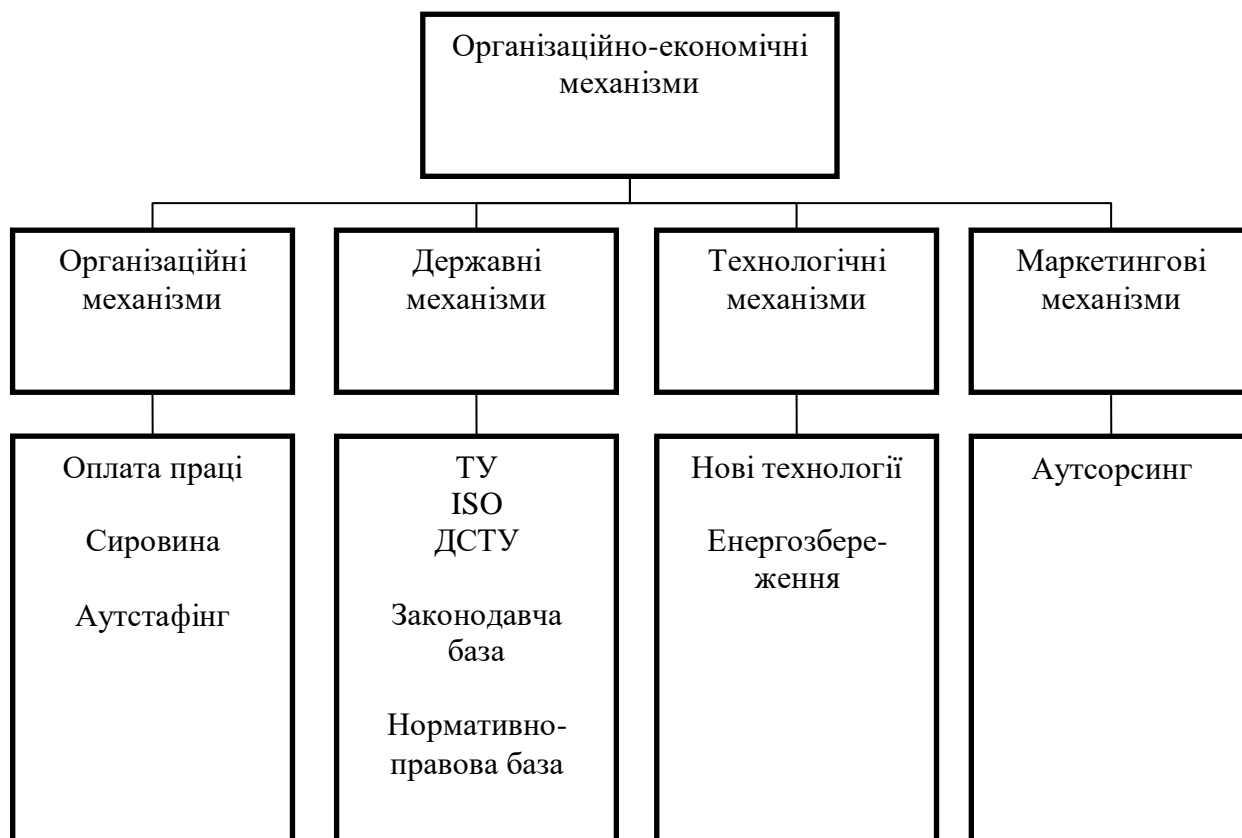 Організаційно-економічні
механізми
Організаційні
механізми
Державні
механізми
Технологічні
механізми
Маркетингові
механізми
Оплата праці
Сировина
Аутстафінг
ТУ
ISO
ДСТУ
Законодавча
база
Нормативно-
правова база
Нові технології
Енергозбере-
ження
Аутсорсинг